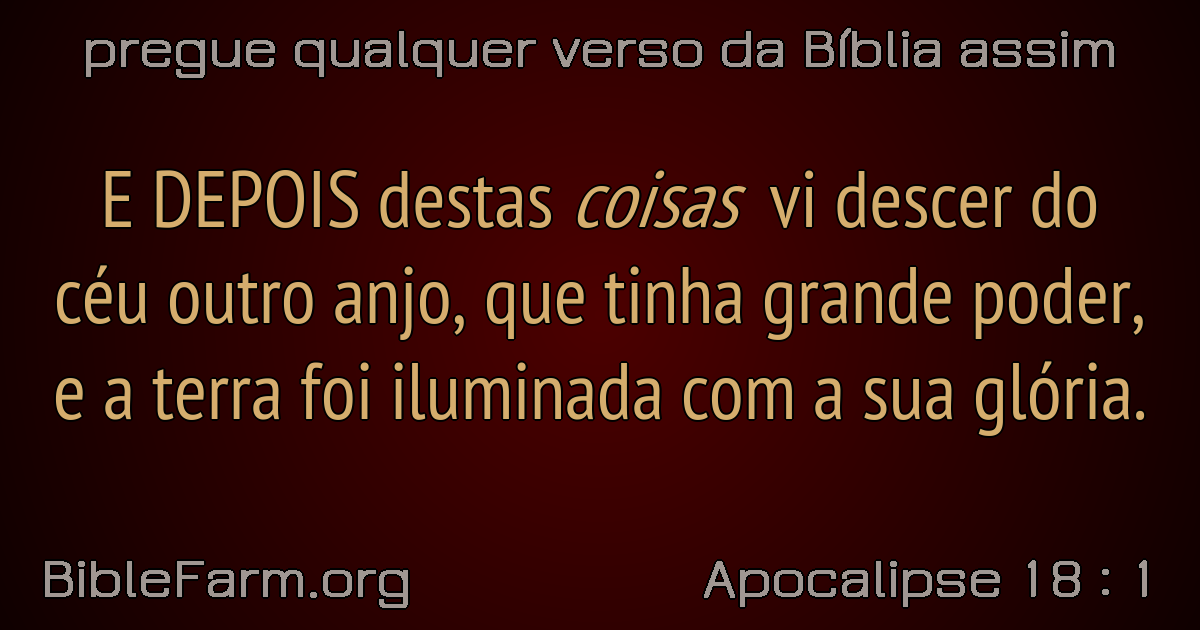 pregue qualquer verso da Bíblia assim
E DEPOIS destas coisas vi descer do
céu outro anjo, que tinha grande poder,
e a terra foi iluminada com a sua glória.
BibleFarm.org
Apocalipse 18 : 1